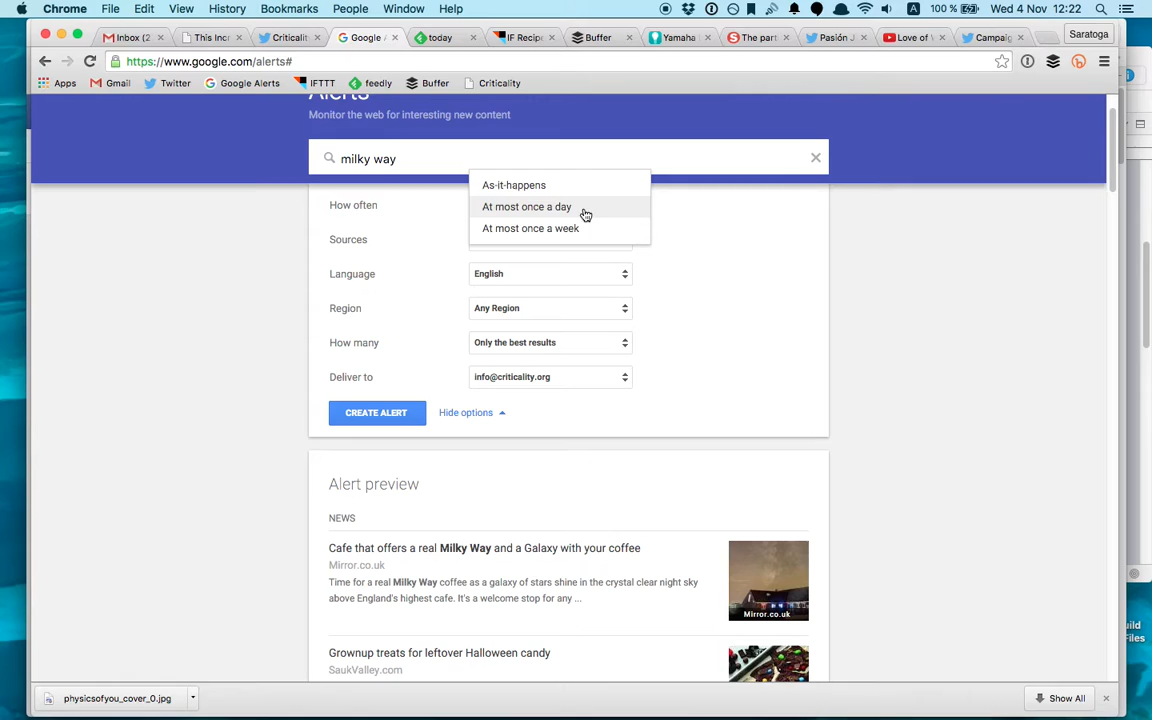 Chrome File Edit View History Bookmarks People Window Help 100 % Wed 4 Nov 12:22
Inbox (2 This Incr Criticality Google A today IF Recipe Buffer Yamaha The part Pasión J Love of V Campaig Saratoga
https://www.google.com/alerts#
Apps Gmail Twitter Google Alerts IFTTT feedly Buffer Criticality
Alerts
Monitor the web for interesting new content
milky way
As-it-happens
How often At most once a day
At most once a week
Sources
Language English
Region Any Region
How many Only the best results
Deliver to info@criticality.org
CREATE ALERT Hide options
Alert preview
NEWS
Cafe that offers a real Milky Way and a Galaxy with your coffee
Mirror.co.uk
Time for a real Milky Way coffee as a galaxy of stars shine in the crystal clear night sky
above England's highest cafe. It's a welcome stop for any ...
Mirror.co.uk
Grownup treats for leftover Halloween candy
SaukValley.com
uild
Files
physicsofyou_cover_0.jpg Show All